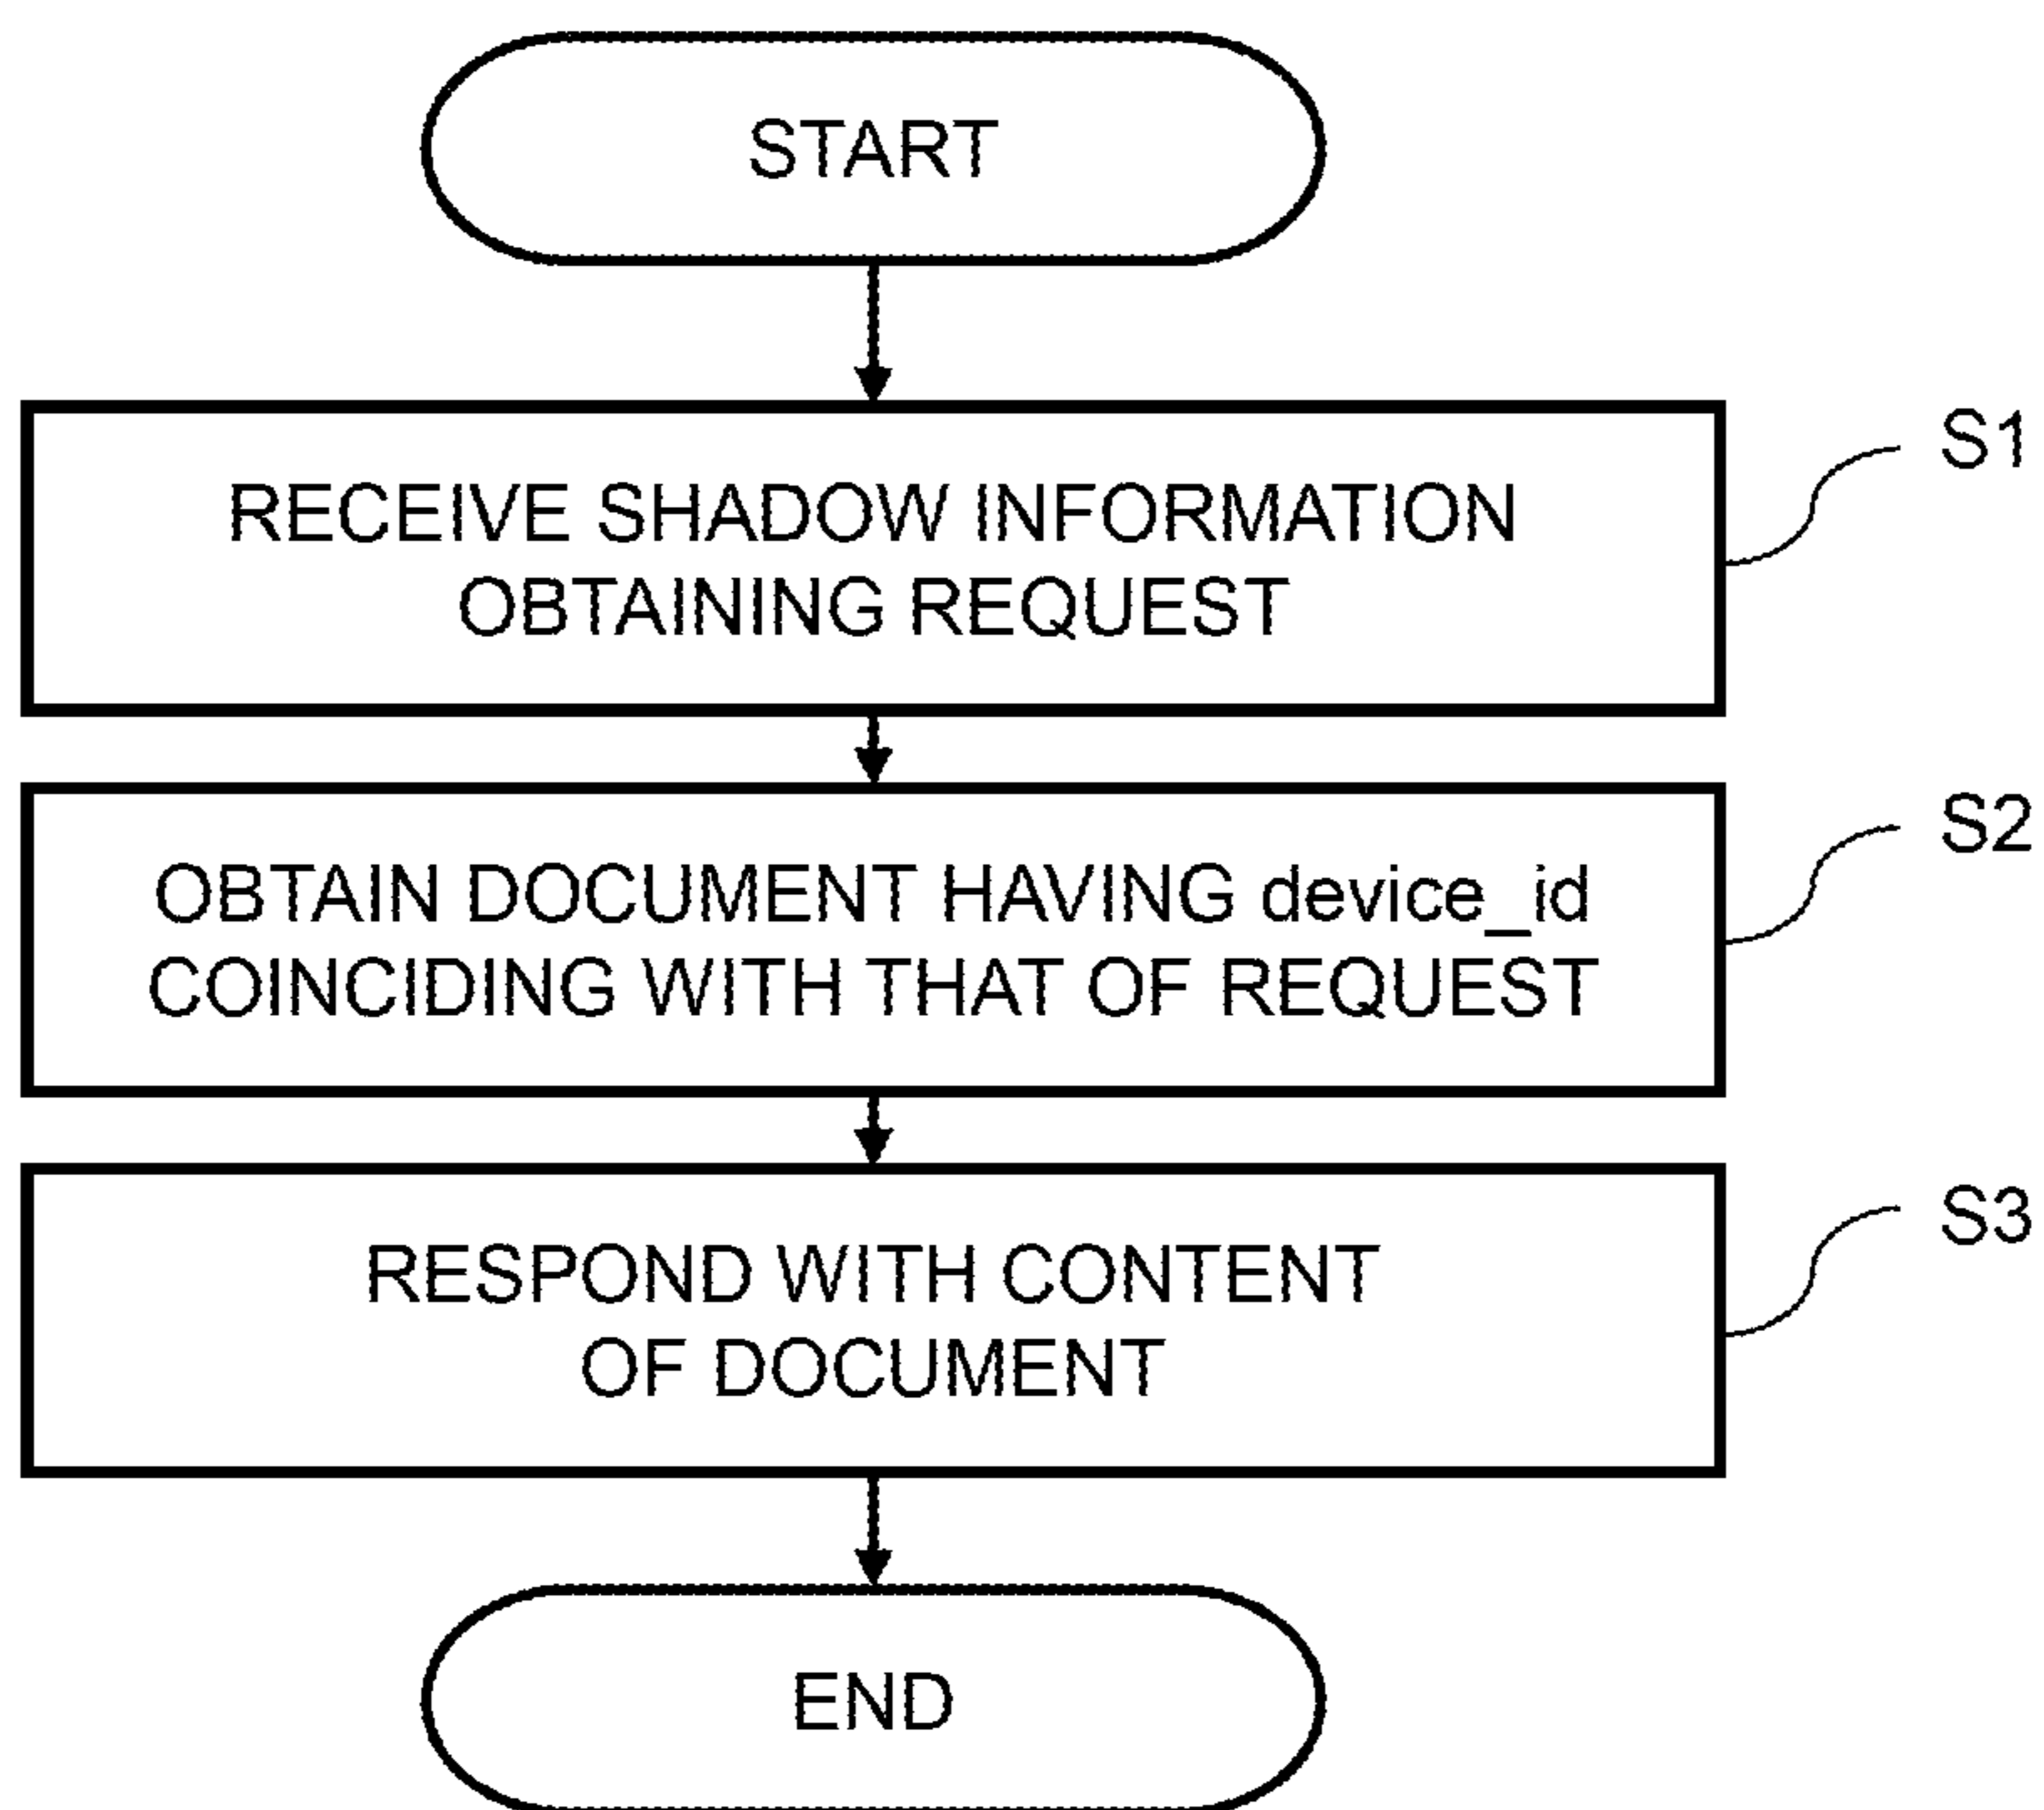 START
RECEIVE SHADOW INFORMATION
OBTAINING REQUEST
S1
OBTAIN DOCUMENT HAVING device_id
COINCIDING WITH THAT OF REQUEST
S2
RESPOND WITH CONTENT
OF DOCUMENT
S3
END